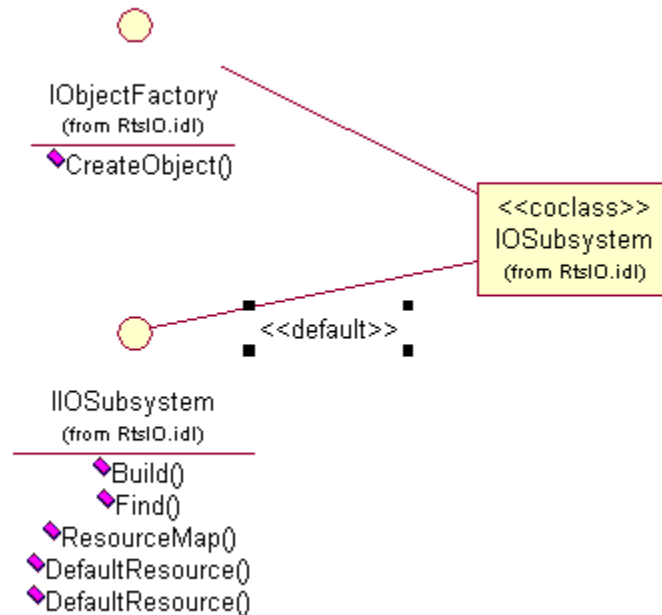 IObjectFactory
(from RtsIO.idl)
CreateObject()
<<coclass>>
IOSubsystem
(from RtsIO.idl)
<<default>>
IIOSubsystem
(from RtsIO.idl)
Build()
Find()
ResourceMap()
DefaultResource()
DefaultResource()